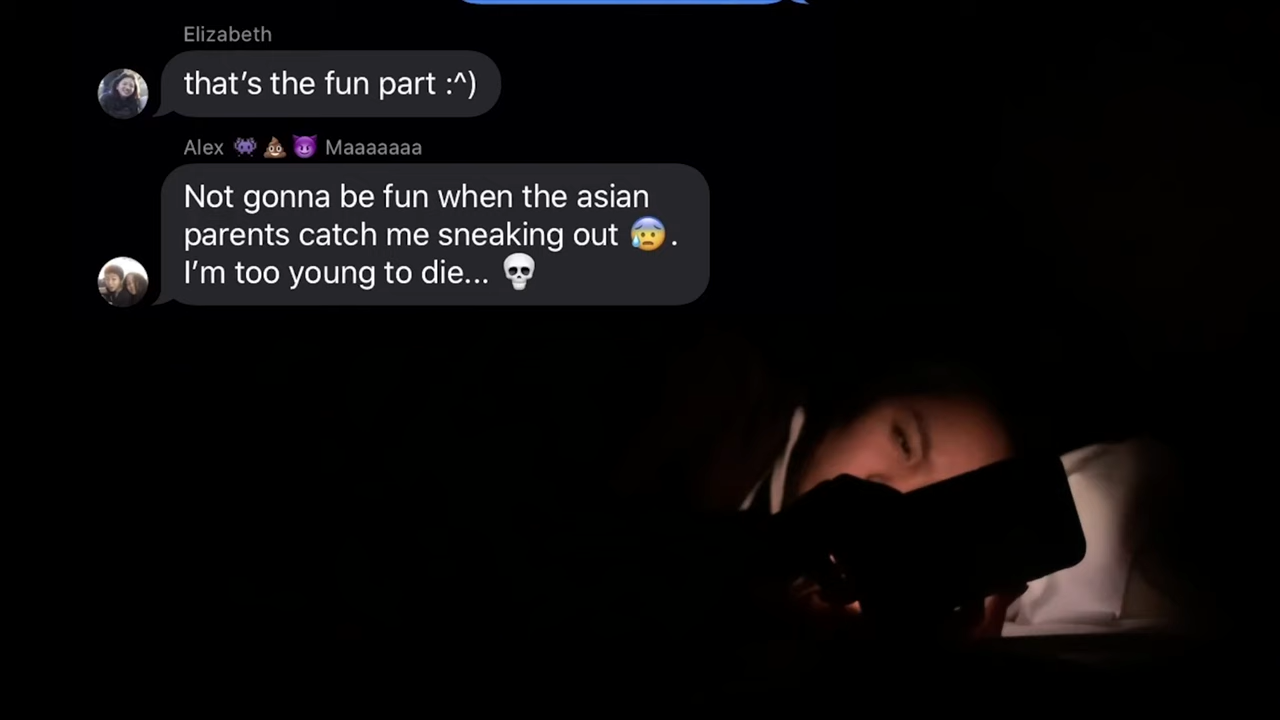 Elizabeth
that’s the fun part :^)
Alex 👾💩😈 Maaaaaaa
Not gonna be fun when the asian
parents catch me sneaking out 😰.
I’m too young to die... 💀